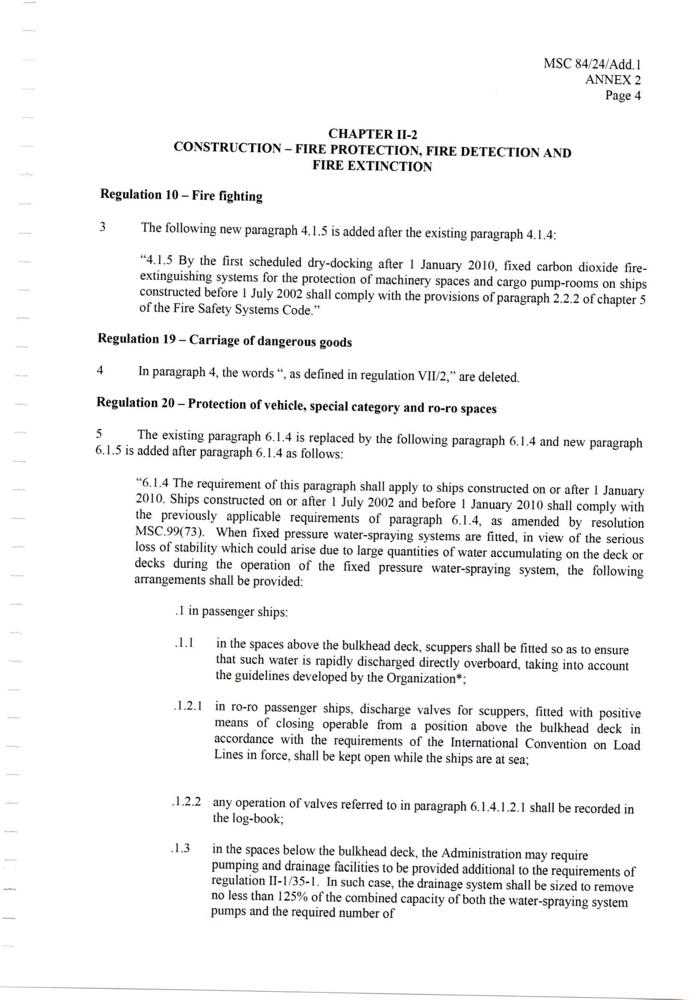 MSC 84/24/Add.1
ANNEX 2
Page 4
CHAPTER II-2
CONSTRUCTION – FIRE PROTECTION, FIRE DETECTION AND
FIRE EXTINCTION
Regulation 10 – Fire fighting
3 The following new paragraph 4.1.5 is added after the existing paragraph 4.1.4:
“4.1.5 By the first scheduled dry-docking after 1 January 2010, fixed carbon dioxide fire-
extinguishing systems for the protection of machinery spaces and cargo pump-rooms on ships
constructed before 1 July 2002 shall comply with the provisions of paragraph 2.2.2 of chapter 5
of the Fire Safety Systems Code.”
Regulation 19 – Carriage of dangerous goods
4 In paragraph 4, the words “, as defined in regulation VII/2,” are deleted.
Regulation 20 – Protection of vehicle, special category and ro-ro spaces
5 The existing paragraph 6.1.4 is replaced by the following paragraph 6.1.4 and new paragraph
6.1.5 is added after paragraph 6.1.4 as follows:
“6.1.4 The requirement of this paragraph shall apply to ships constructed on or after 1 January
2010. Ships constructed on or after 1 July 2002 and before 1 January 2010 shall comply with
the previously applicable requirements of paragraph 6.1.4, as amended by resolution
MSC.99(73). When fixed pressure water-spraying systems are fitted, in view of the serious
loss of stability which could arise due to large quantities of water accumulating on the deck or
decks during the operation of the fixed pressure water-spraying system, the following
arrangements shall be provided:
.1 in passenger ships:
.1.1 in the spaces above the bulkhead deck, scuppers shall be fitted so as to ensure
that such water is rapidly discharged directly overboard, taking into account
the guidelines developed by the Organization*;
.1.2.1 in ro-ro passenger ships, discharge valves for scuppers, fitted with positive
means of closing operable from a position above the bulkhead deck in
accordance with the requirements of the International Convention on Load
Lines in force, shall be kept open while the ships are at sea;
.1.2.2 any operation of valves referred to in paragraph 6.1.4.1.2.1 shall be recorded in
the log-book;
.1.3 in the spaces below the bulkhead deck, the Administration may require
pumping and drainage facilities to be provided additional to the requirements of
regulation II-1/35-1. In such case, the drainage system shall be sized to remove
no less than 125% of the combined capacity of both the water-spraying system
pumps and the required number of